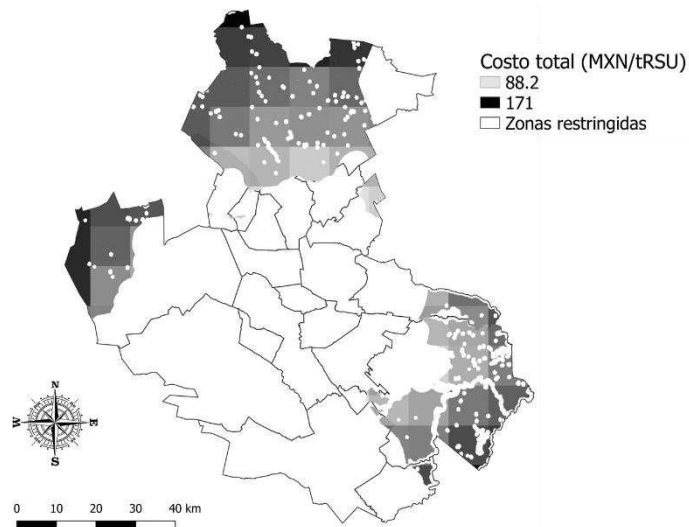 Costo total (MXN/tRSU)
88.2
171
Zonas restringidas
N
W E
S
0 10 20 30 40 km